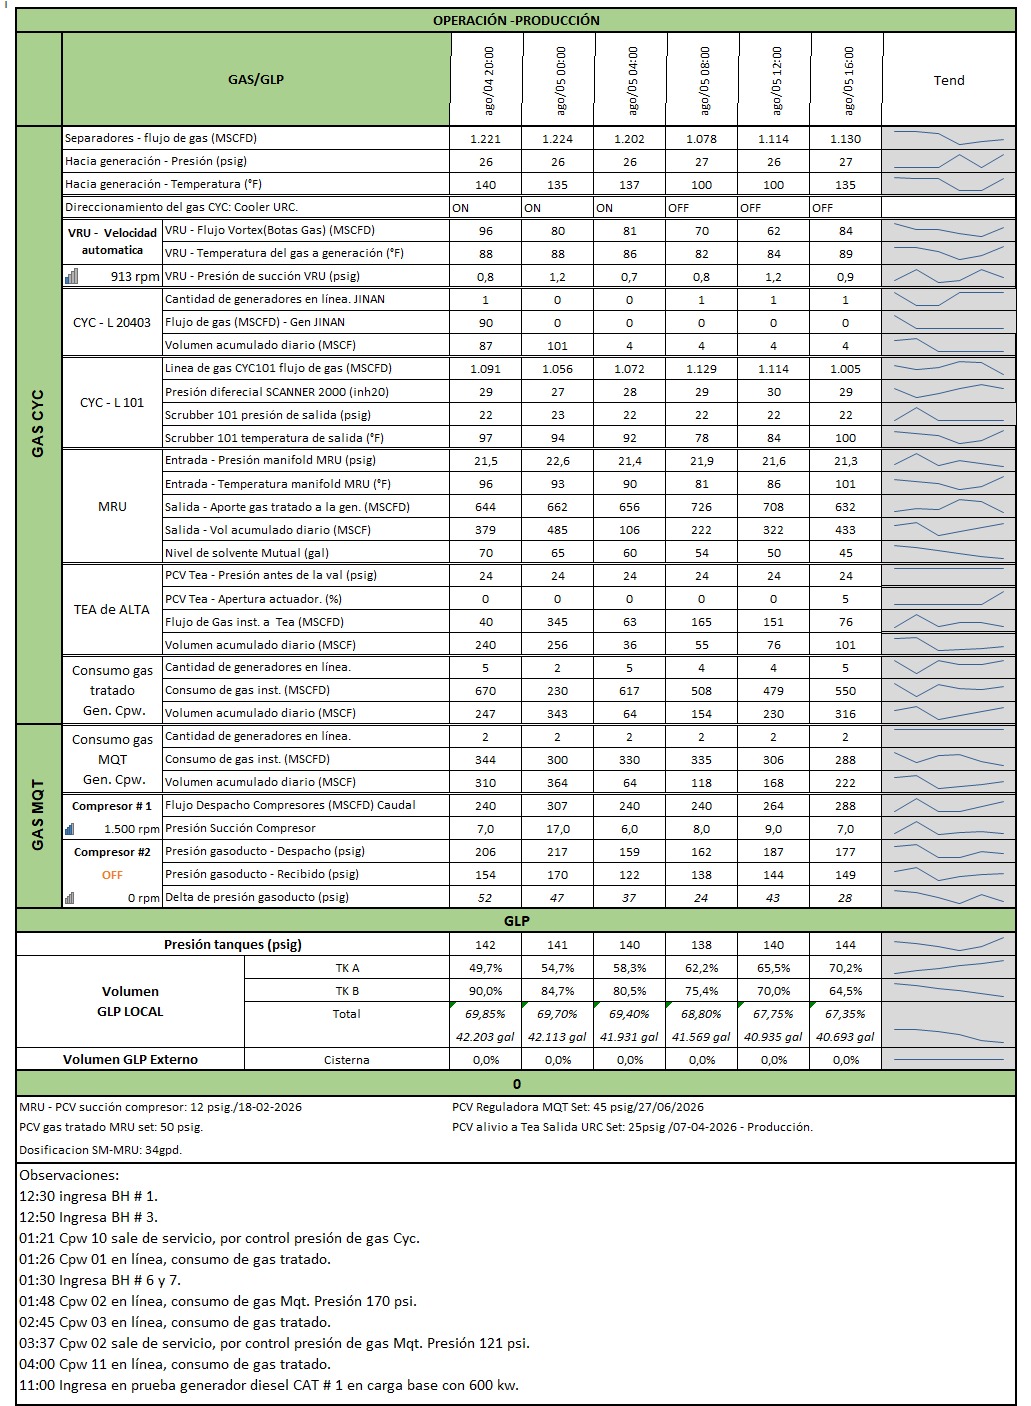 OPERACIÓN -PRODUCCIÓN
GAS/GLP ago/04 20:00 ago/05 00:00 ago/05 04:00 ago/05 08:00 ago/05 12:00 ago/05 16:00 Tend
GAS CYC
Separadores - flujo de gas (MSCFD) 1.221 1.224 1.202 1.078 1.114 1.130
Hacia generación - Presión (psig) 26 26 26 27 26 27
Hacia generación - Temperatura (°F) 140 135 137 100 100 135
Direccionamiento del gas CYC: Cooler URC. ON ON ON OFF OFF OFF
VRU - Velocidad automatica
913 rpm
VRU - Flujo Vortex(Botas Gas) (MSCFD) 96 80 81 70 62 84
VRU - Temperatura del gas a generación (°F) 88 88 86 82 84 89
VRU - Presión de succión VRU (psig) 0,8 1,2 0,7 0,8 1,2 0,9
CYC - L 20403
Cantidad de generadores en línea. JINAN 1 0 0 1 1 1
Flujo de gas (MSCFD) - Gen JINAN 90 0 0 0 0 0
Volumen acumulado diario (MSCF) 87 101 4 4 4 4
CYC - L 101
Linea de gas CYC101 flujo de gas (MSCFD) 1.091 1.056 1.072 1.129 1.114 1.005
Presión diferecial SCANNER 2000 (inh20) 29 27 28 29 30 29
Scrubber 101 presión de salida (psig) 22 23 22 22 22 22
Scrubber 101 temperatura de salida (°F) 97 94 92 78 84 100
MRU
Entrada - Presión manifold MRU (psig) 21,5 22,6 21,4 21,9 21,6 21,3
Entrada - Temperatura manifold MRU (°F) 96 93 90 81 86 101
Salida - Aporte gas tratado a la gen. (MSCFD) 644 662 656 726 708 632
Salida - Vol acumulado diario (MSCF) 379 485 106 222 322 433
Nivel de solvente Mutual (gal) 70 65 60 54 50 45
TEA de ALTA
PCV Tea - Presión antes de la val (psig) 24 24 24 24 24 24
PCV Tea - Apertura actuador. (%) 0 0 0 0 0 5
Flujo de Gas inst. a Tea (MSCFD) 40 345 63 165 151 76
Volumen acumulado diario (MSCF) 240 256 36 55 76 101
Consumo gas tratado Gen. Cpw.
Cantidad de generadores en línea. 5 2 5 4 4 5
Consumo de gas inst. (MSCFD) 670 230 617 508 479 550
Volumen acumulado diario (MSCF) 247 343 64 154 230 316
GAS MQT
Consumo gas MQT Gen. Cpw.
Cantidad de generadores en línea. 2 2 2 2 2 2
Consumo de gas inst. (MSCFD) 344 300 330 335 306 288
Volumen acumulado diario (MSCF) 310 364 64 118 168 222
Compresor # 1
1.500 rpm
Flujo Despacho Compresores (MSCFD) Caudal 240 307 240 240 264 288
Presión Succión Compresor 7,0 17,0 6,0 8,0 9,0 7,0
Compresor #2
OFF
0 rpm
Presión gasoducto - Despacho (psig) 206 217 159 162 187 177
Presión gasoducto - Recibido (psig) 154 170 122 138 144 149
Delta de presión gasoducto (psig) 52 47 37 24 43 28
GLP
Presión tanques (psig) 142 141 140 138 140 144
Volumen GLP LOCAL
TK A 49,7% 54,7% 58,3% 62,2% 65,5% 70,2%
TK B 90,0% 84,7% 80,5% 75,4% 70,0% 64,5%
Total 69,85% 69,70% 69,40% 68,80% 67,75% 67,35%
42.203 gal 42.113 gal 41.931 gal 41.569 gal 40.935 gal 40.693 gal
Volumen GLP Externo Cisterna 0,0% 0,0% 0,0% 0,0% 0,0% 0,0%
0
MRU - PCV succión compresor: 12 psig./18-02-2026 PCV Reguladora MQT Set: 45 psig/27/06/2026
PCV gas tratado MRU set: 50 psig. PCV alivio a Tea Salida URC Set: 25psig /07-04-2026 - Producción.
Dosificacion SM-MRU: 34gpd.
Observaciones:
12:30 ingresa BH # 1.
12:50 Ingresa BH # 3.
01:21 Cpw 10 sale de servicio, por control presión de gas Cyc.
01:26 Cpw 01 en línea, consumo de gas tratado.
01:30 Ingresa BH # 6 y 7.
01:48 Cpw 02 en línea, consumo de gas Mqt. Presión 170 psi.
02:45 Cpw 03 en línea, consumo de gas tratado.
03:37 Cpw 02 sale de servicio, por control presión de gas Mqt. Presión 121 psi.
04:00 Cpw 11 en línea, consumo de gas tratado.
11:00 Ingresa en prueba generador diesel CAT # 1 en carga base con 600 kw.